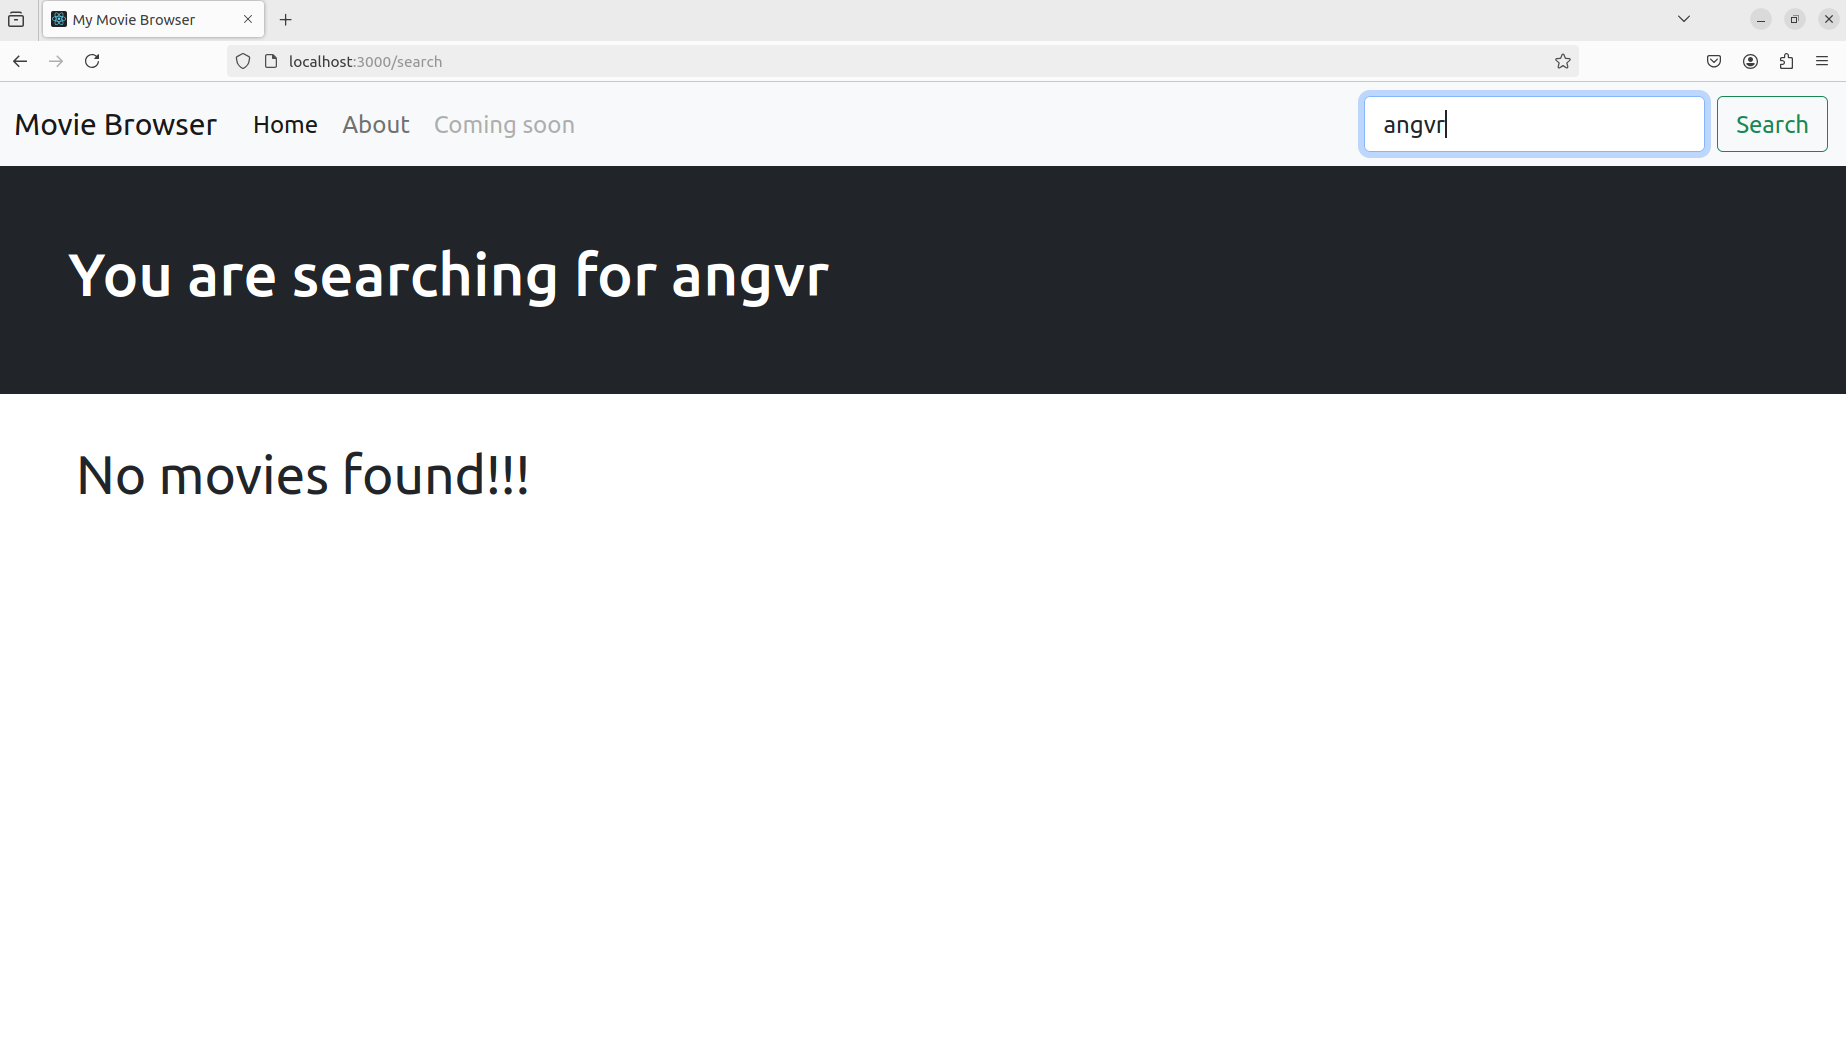 My Movie Browser
localhost:3000/search
Movie Browser Home About Coming soon angvr Search
You are searching for angvr
No movies found!!!